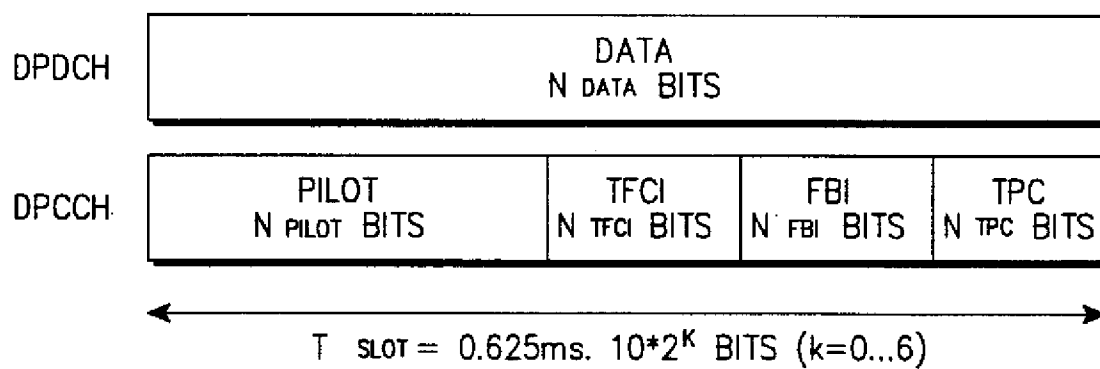 DPDCH
DATA
N DATA BITS
DPCCH
PILOT
N PILOT BITS
TFCI
N TFCI BITS
FBI
N FBI BITS
TPC
N TPC BITS
T SLOT = 0.625ms. 10*2^K BITS (k=0...6)